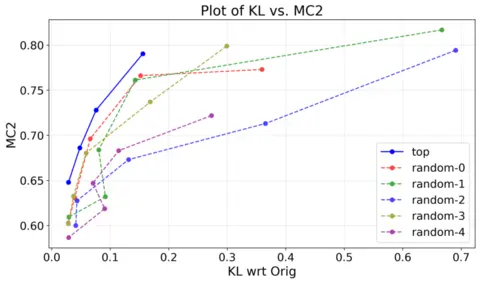 Plot of KL vs. MC2
MC2
0.80
0.75
0.70
0.65
0.60
0.0 0.1 0.2 0.3 0.4 0.5 0.6 0.7
KL wrt Orig
top
random-0
random-1
random-2
random-3
random-4